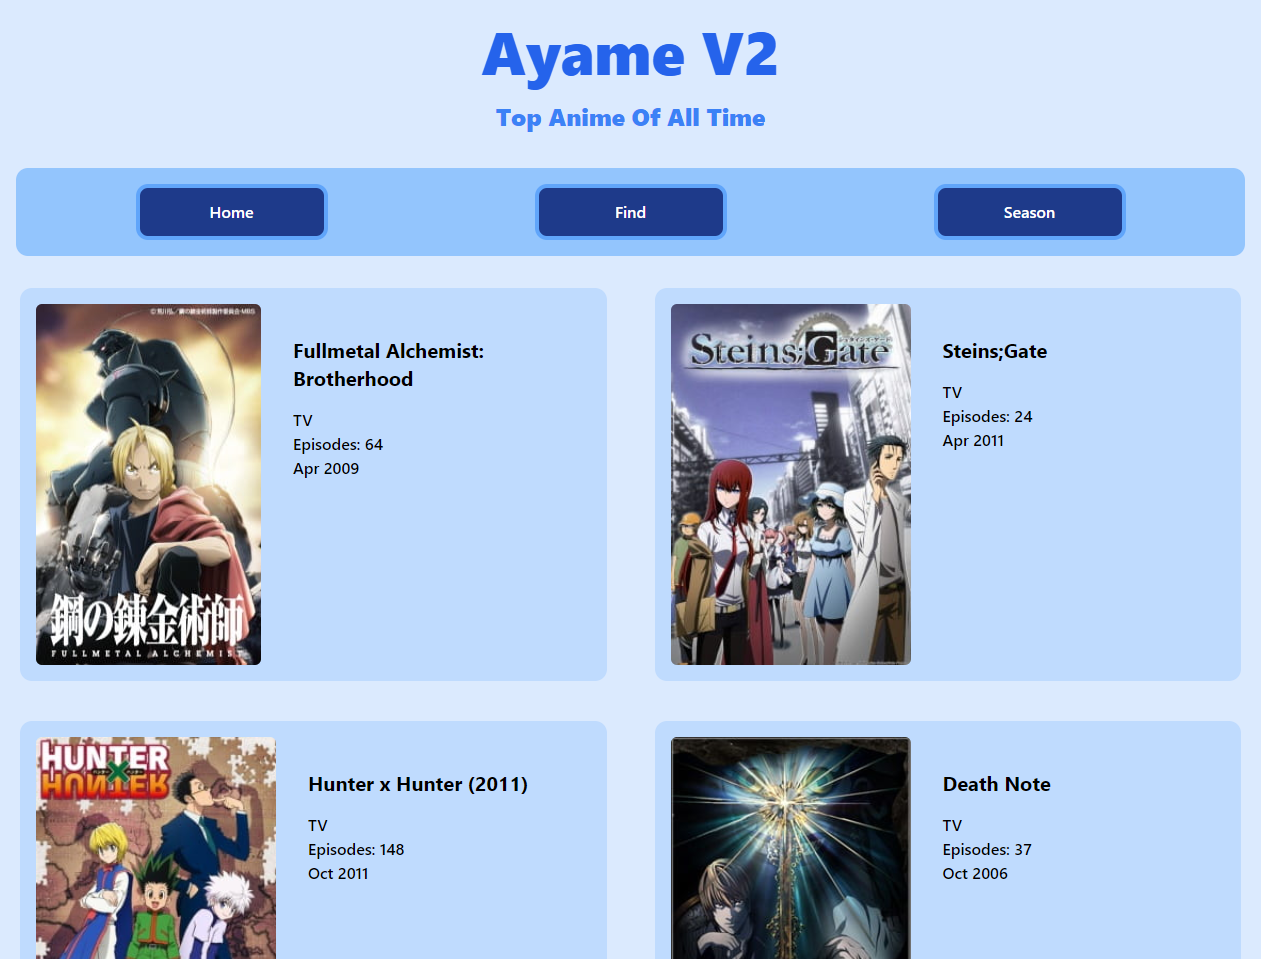 Ayame V2
Top Anime Of All Time
Home
Find
Season
Fullmetal Alchemist:
Brotherhood
TV
Episodes: 64
Apr 2009
鋼の錬金術師
FULLMETAL ALCHEMIST
Steins;Gate
Steins;Gate
TV
Episodes: 24
Apr 2011
HUNTER
HUNTER
Hunter x Hunter (2011)
TV
Episodes: 148
Oct 2011
Death Note
TV
Episodes: 37
Oct 2006